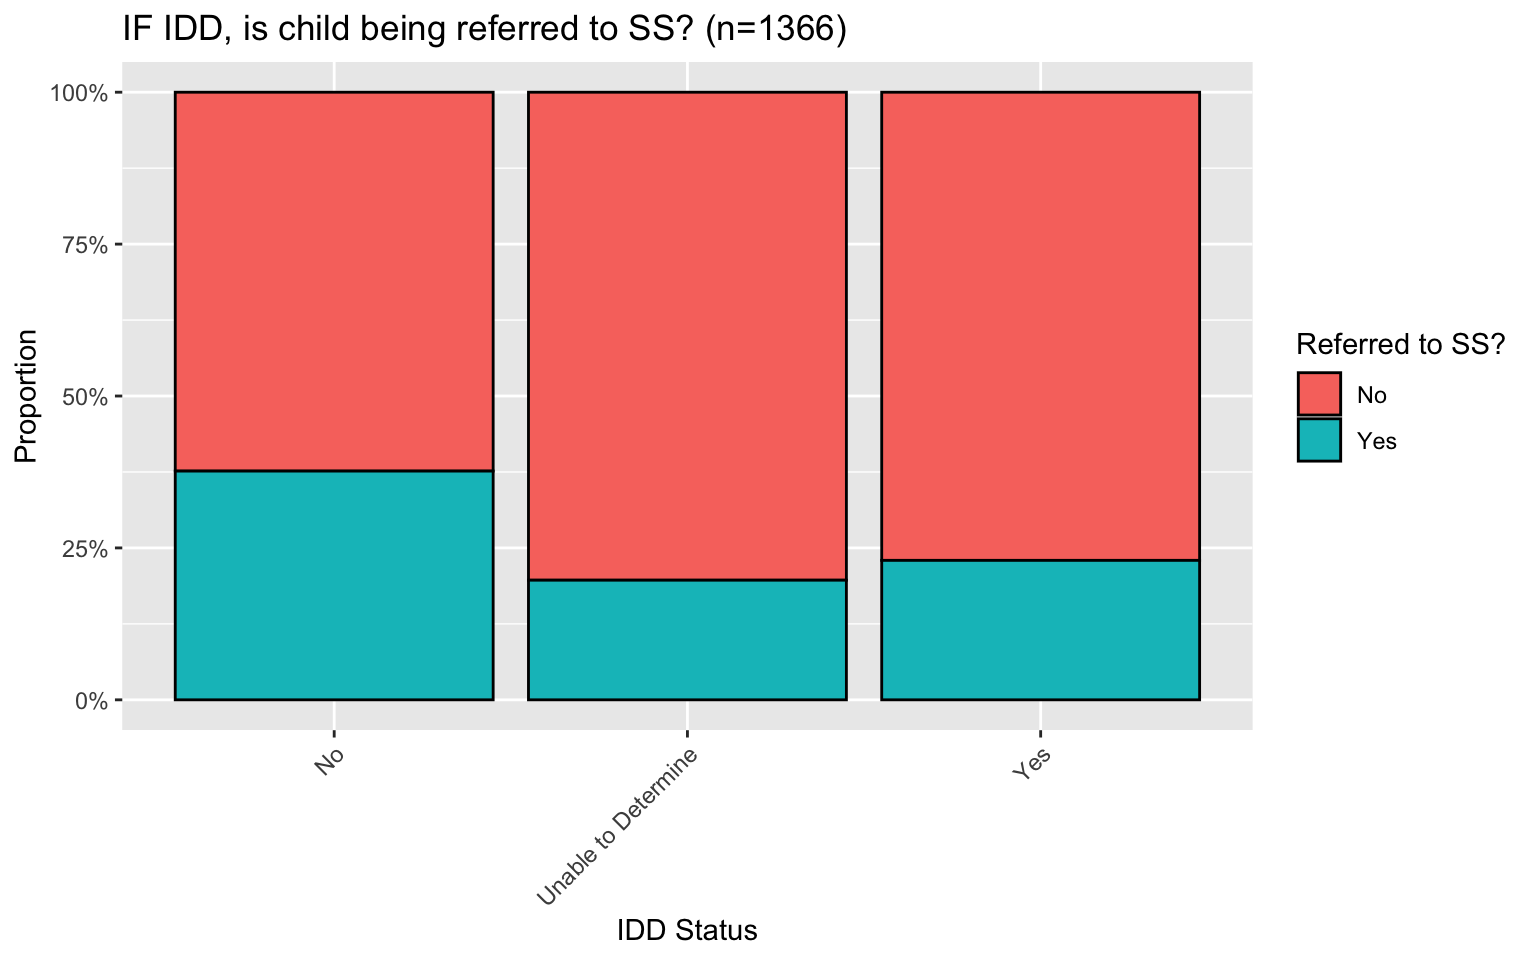 IF IDD, is child being referred to SS? (n=1366)
100%
75%
50%
25%
0%
Proportion
No
Unable to Determine
Yes
IDD Status
Referred to SS?
No
Yes